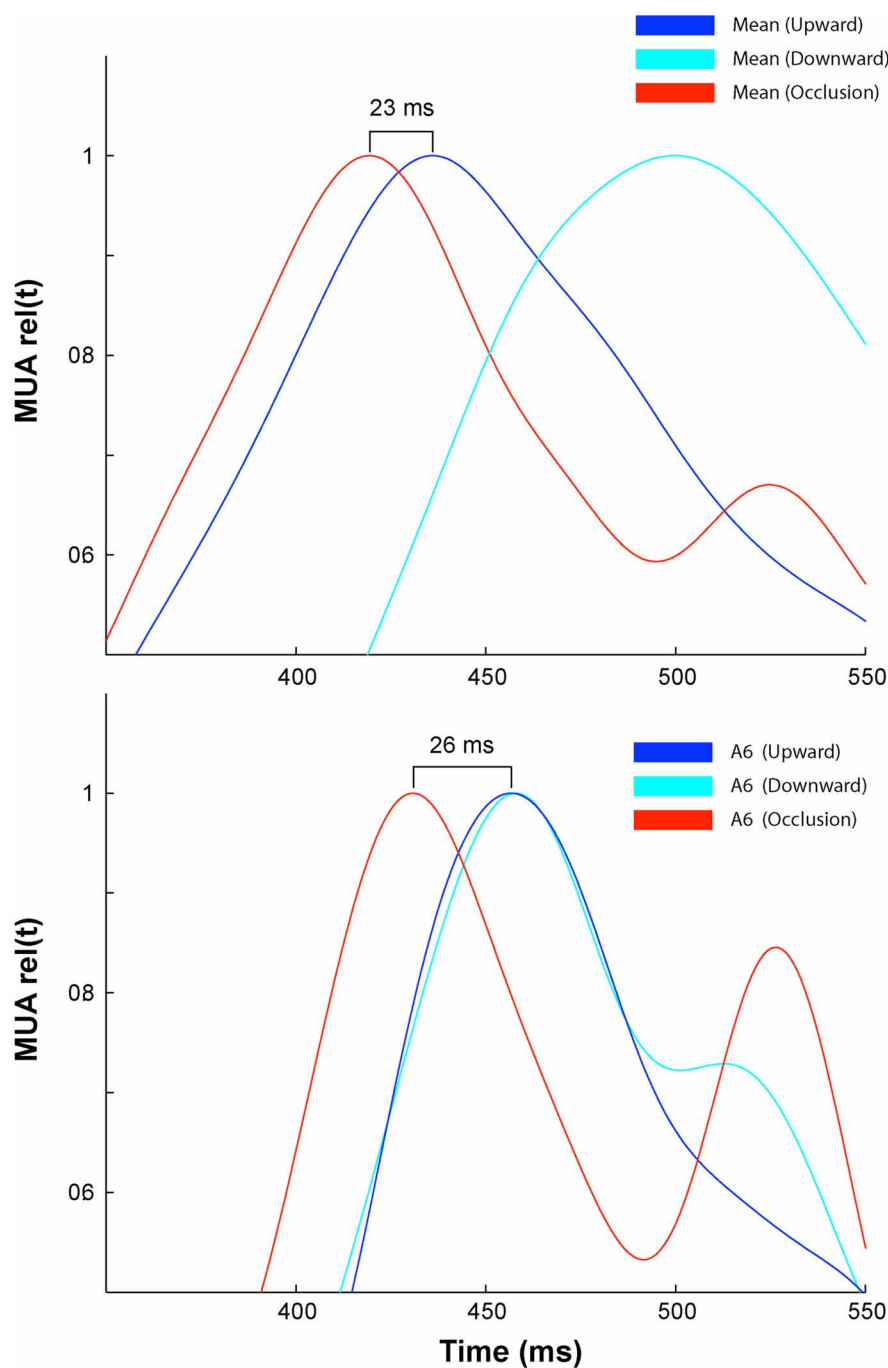 Mean (Upward)
Mean (Downward)
Mean (Occlusion)
23 ms
1
08
06
MUA rel(t)
400
450
500
550
26 ms
A6 (Upward)
A6 (Downward)
A6 (Occlusion)
1
08
06
MUA rel(t)
400
450
500
550
Time (ms)